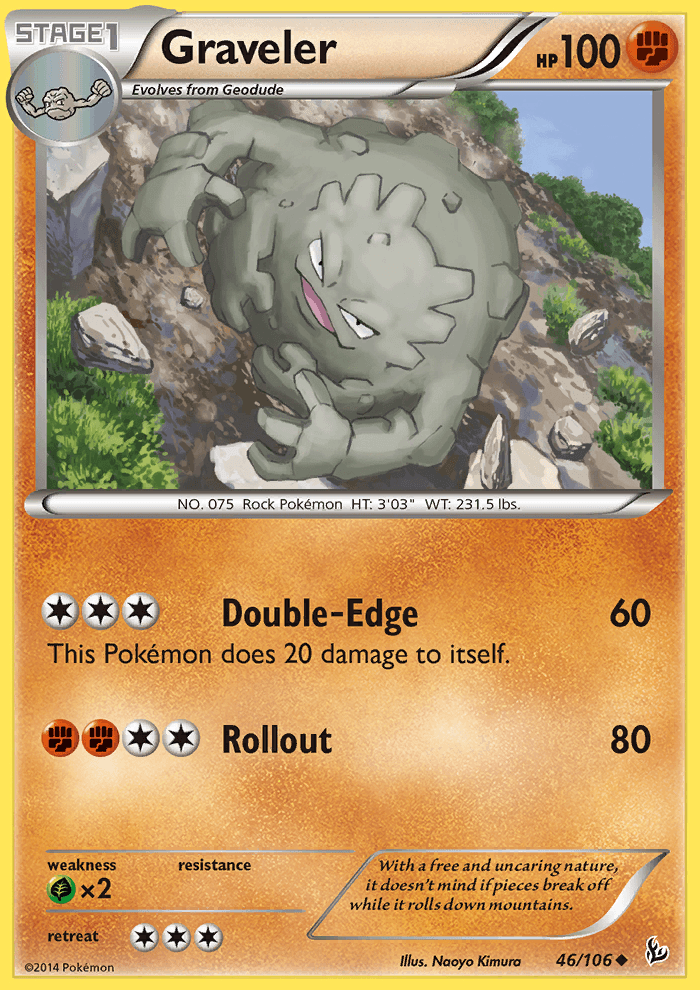 STAGE1
Graveler
HP100
Evolves from Geodude
NO. 075 Rock Pokémon HT: 3'03" WT: 231.5 lbs.
Double-Edge 60
This Pokémon does 20 damage to itself.
Rollout 80
weakness resistance
×2
retreat
With a free and uncaring nature,
it doesn't mind if pieces break off
while it rolls down mountains.
©2014 Pokémon
Illus. Naoyo Kimura 46/106